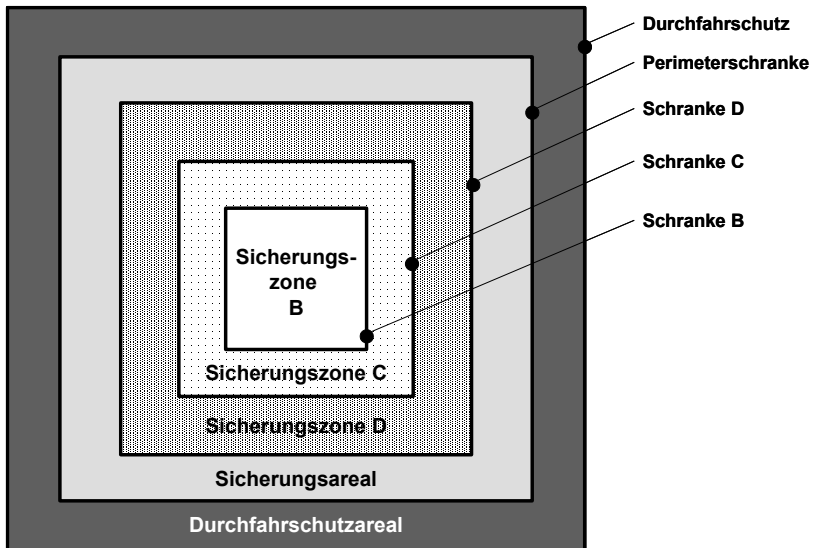 Durchfahrschutz
Perimeterschranke
Schranke D
Schranke C
Schranke B
Sicherungs-
zone
B
Sicherungszone C
Sicherungszone D
Sicherungsareal
Durchfahrschutzareal